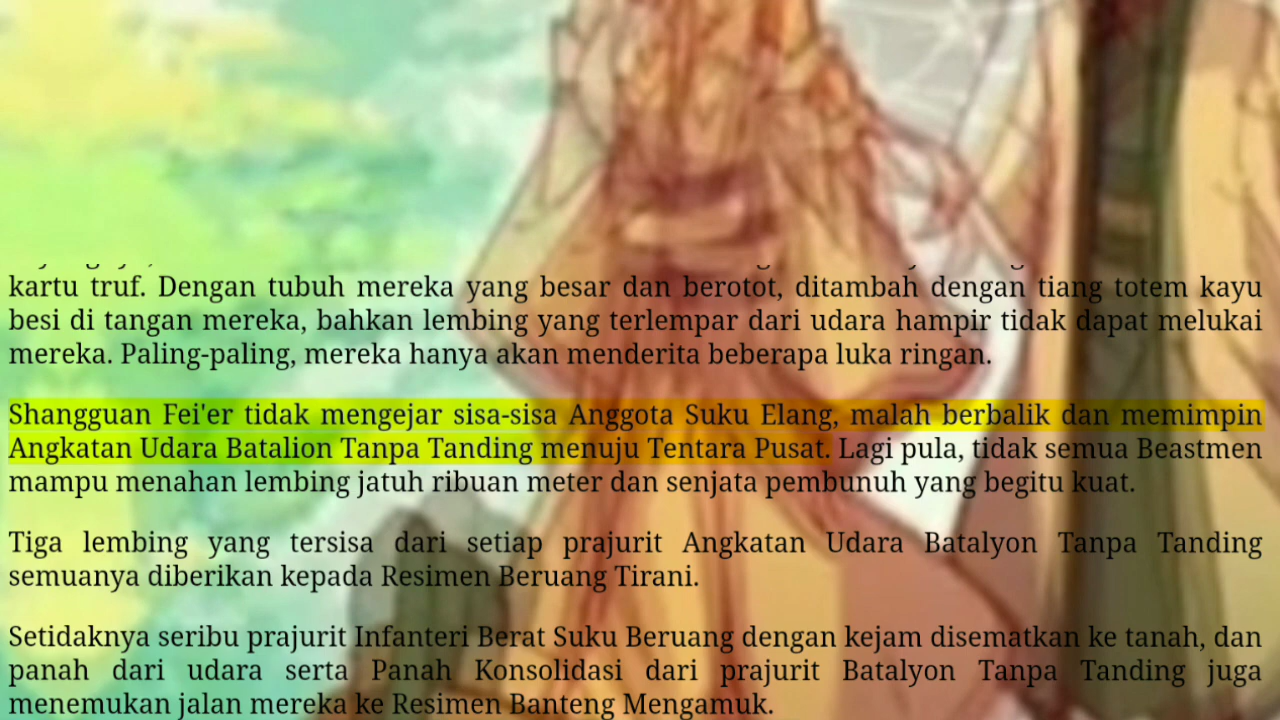 kartu truf. Dengan tubuh mereka yang besar dan berotot, ditambah dengan tiang totem kayu
besi di tangan mereka, bahkan lembing yang terlempar dari udara hampir tidak dapat melukai
mereka. Paling-paling, mereka hanya akan menderita beberapa luka ringan.
Shangguan Fei'er tidak mengejar sisa-sisa Anggota Suku Elang, malah berbalik dan memimpin
Angkatan Udara Batalion Tanpa Tanding menuju Tentara Pusat. Lagi pula, tidak semua Beastmen
mampu menahan lembing jatuh ribuan meter dan senjata pembunuh yang begitu kuat.
Tiga lembing yang tersisa dari setiap prajurit Angkatan Udara Batalyon Tanpa Tanding
semuanya diberikan kepada Resimen Beruang Tirani.
Setidaknya seribu prajurit Infanteri Berat Suku Beruang dengan kejam disematkan ke tanah, dan
panah dari udara serta Panah Konsolidasi dari prajurit Batalyon Tanpa Tanding juga
menemukan jalan mereka ke Resimen Banteng Mengamuk.